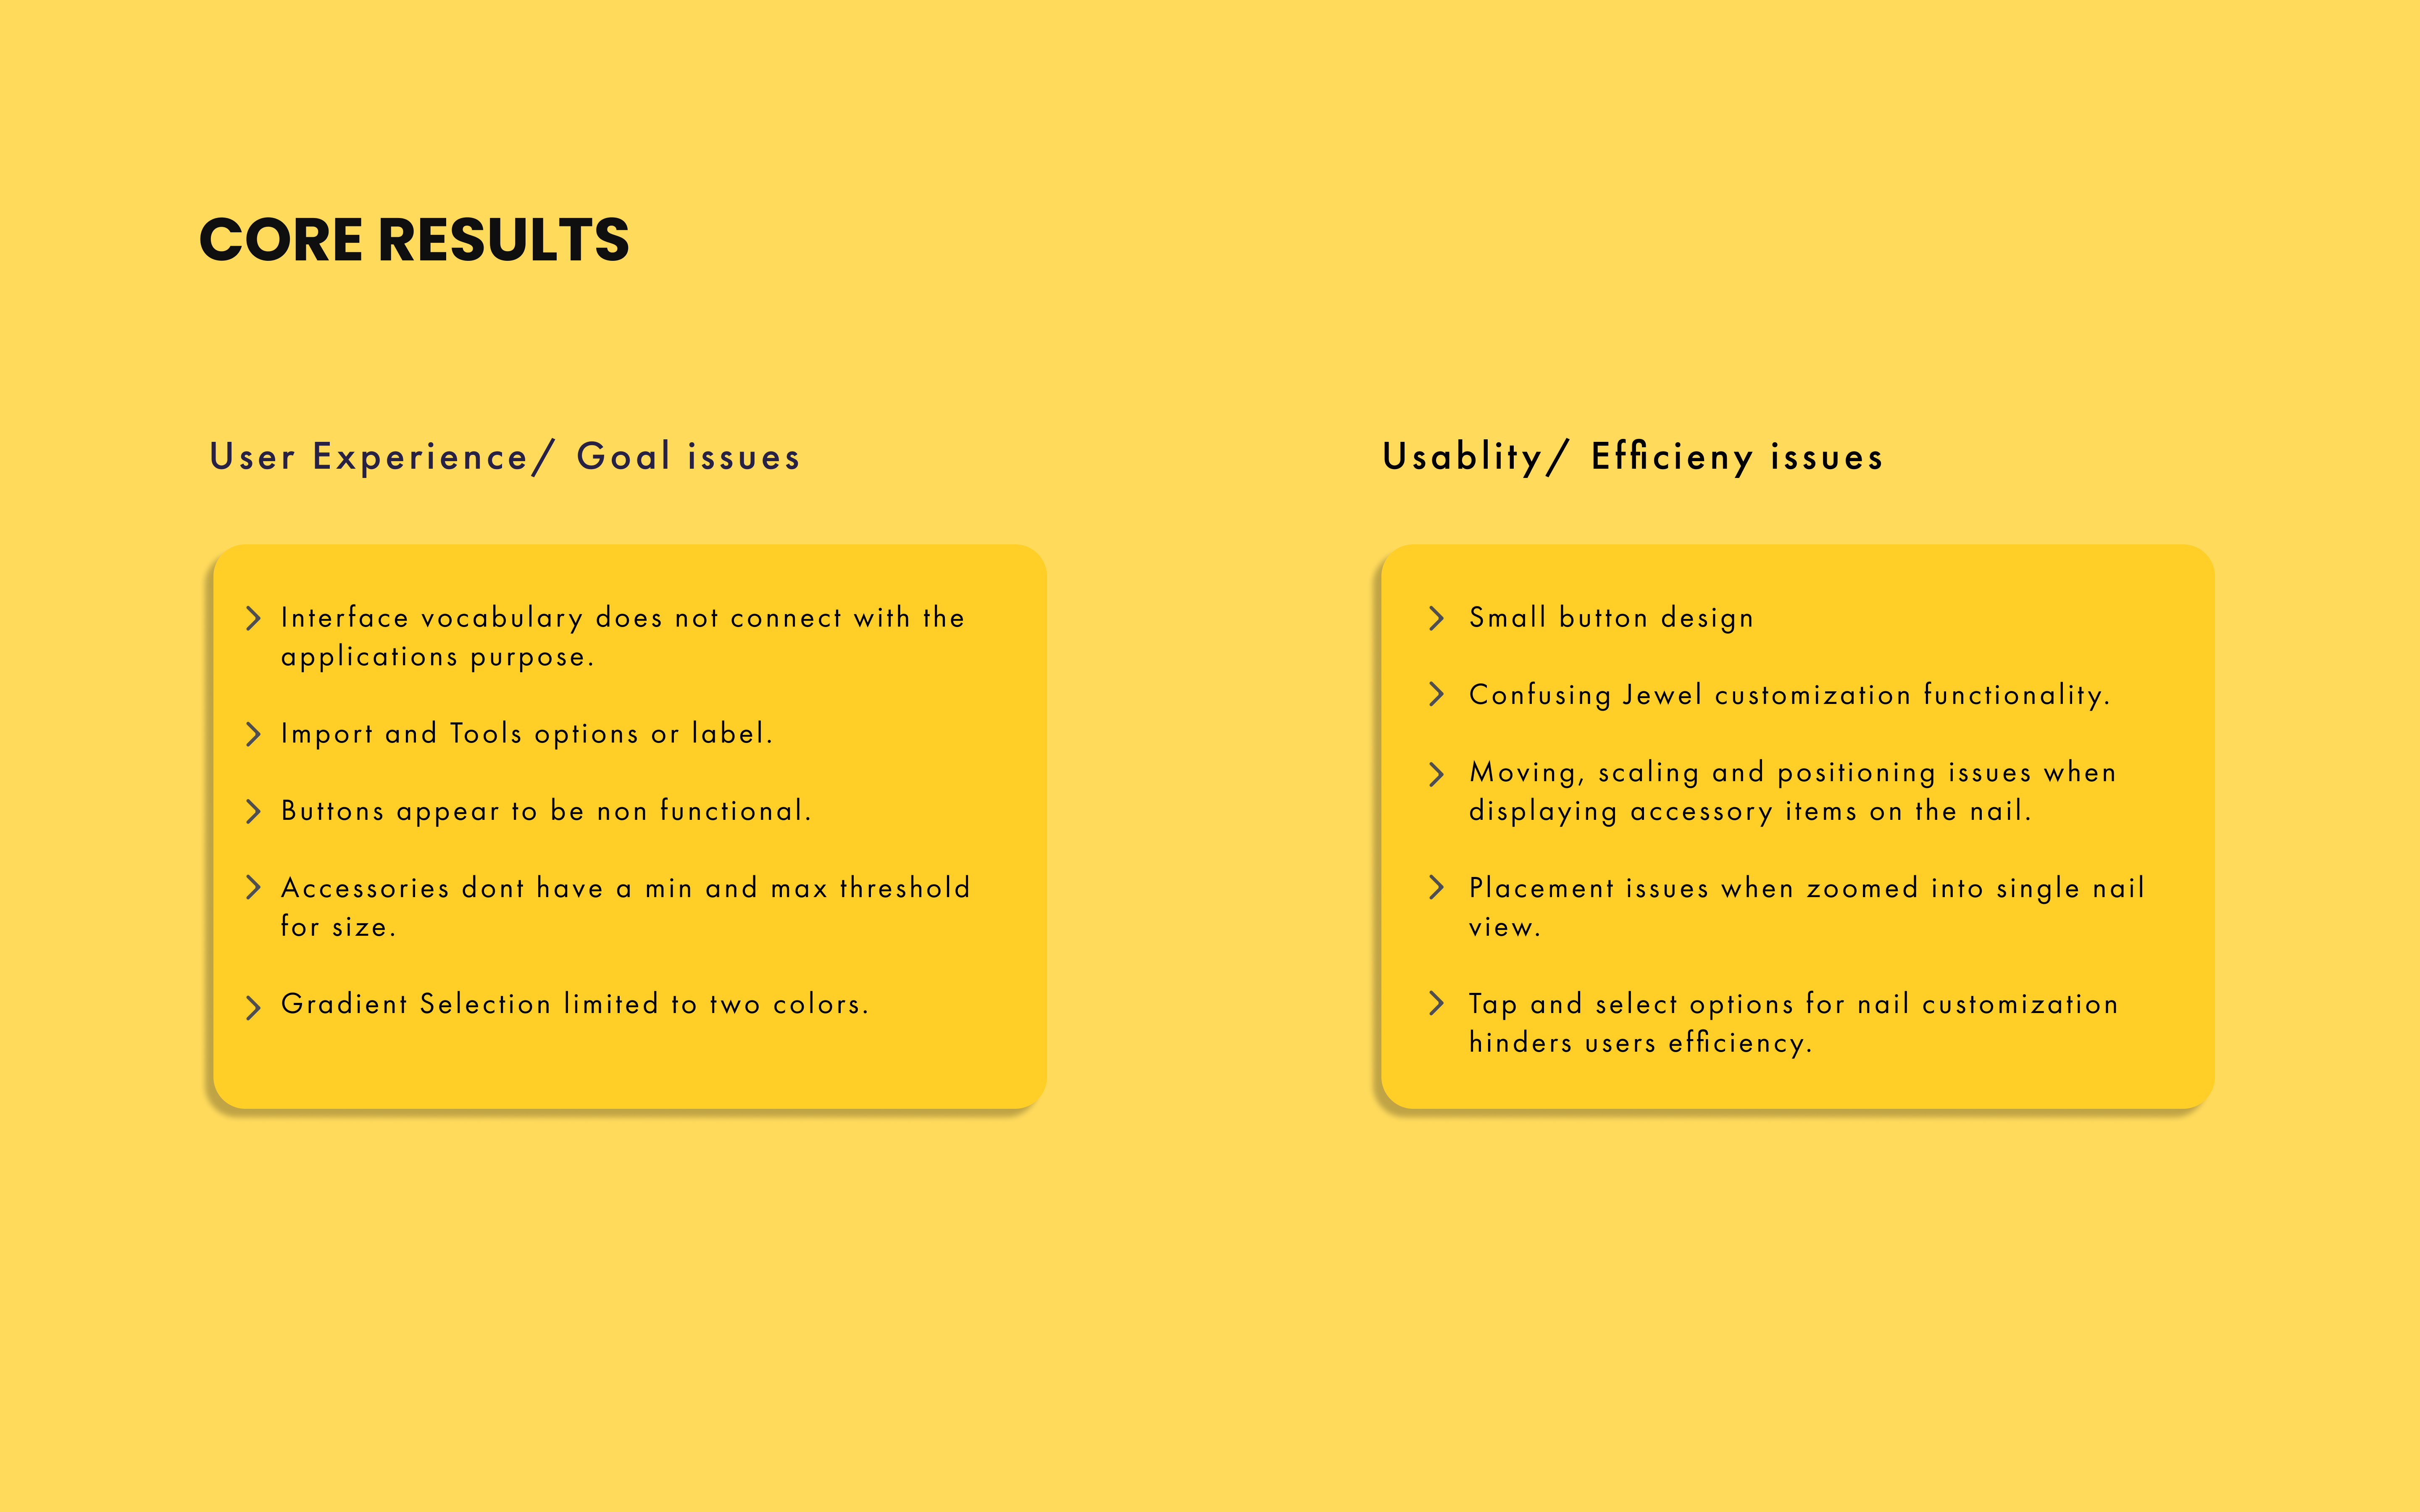 CORE RESULTS
User Experience/ Goal issues
Interface vocabulary does not connect with the
applications purpose.
Import and Tools options or label.
Buttons appear to be non functional.
Accessories dont have a min and max threshold
for size.
Gradient Selection limited to two colors.
Usablity/ Efficieny issues
Small button design
Confusing Jewel customization functionality.
Moving, scaling and positioning issues when
displaying accessory items on the nail.
Placement issues when zoomed into single nail
view.
Tap and select options for nail customization
hinders users efficiency.